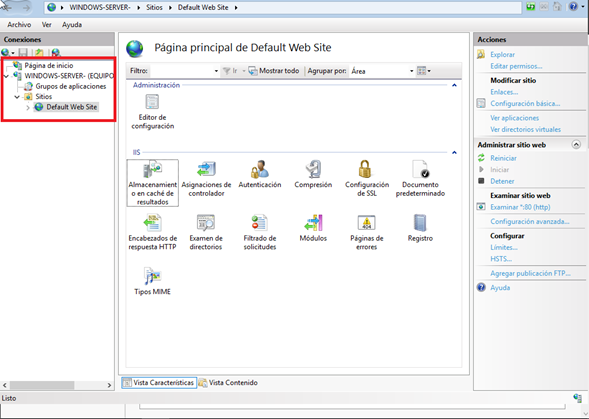 WINDOWS-SERVER- ▸ Sitios ▸ Default Web Site ▸
Archivo Ver Ayuda
Conexiones
Página de inicio
WINDOWS-SERVER- (EQUIPO
Grupos de aplicaciones
Sitios
Default Web Site
Página principal de Default Web Site
Filtro: Ir Mostrar todo Agrupar por: Área
Administración
Editor de
configuración
IIS
Almacenamient
o en caché de
resultados
Asignaciones de
controlador
Autenticación
Compresión
Configuración
de SSL
Documento
predeterminado
Encabezados de
respuesta HTTP
Examen de
directorios
Filtrado de
solicitudes
Módulos
Páginas de
errores
404
Registro
Tipos MIME
Vista Características Vista Contenido
Acciones
Explorar
Editar permisos...
Modificar sitio
Enlaces...
Configuración básica...
Ver aplicaciones
Ver directorios virtuales
Administrar sitio web
Reiniciar
Iniciar
Detener
Examinar sitio web
Examinar *:80 (http)
Configuración avanzada...
Configurar
Límites...
HSTS...
Agregar publicación FTP...
Ayuda
Listo